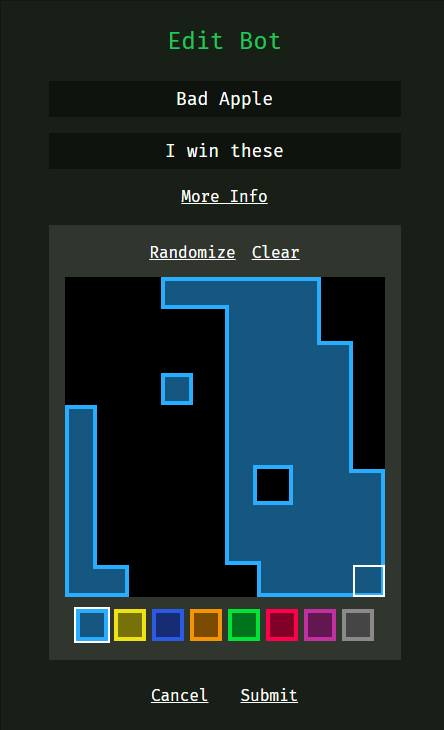 Edit Bot
Bad Apple
I win these
More Info
Randomize Clear
Cancel Submit